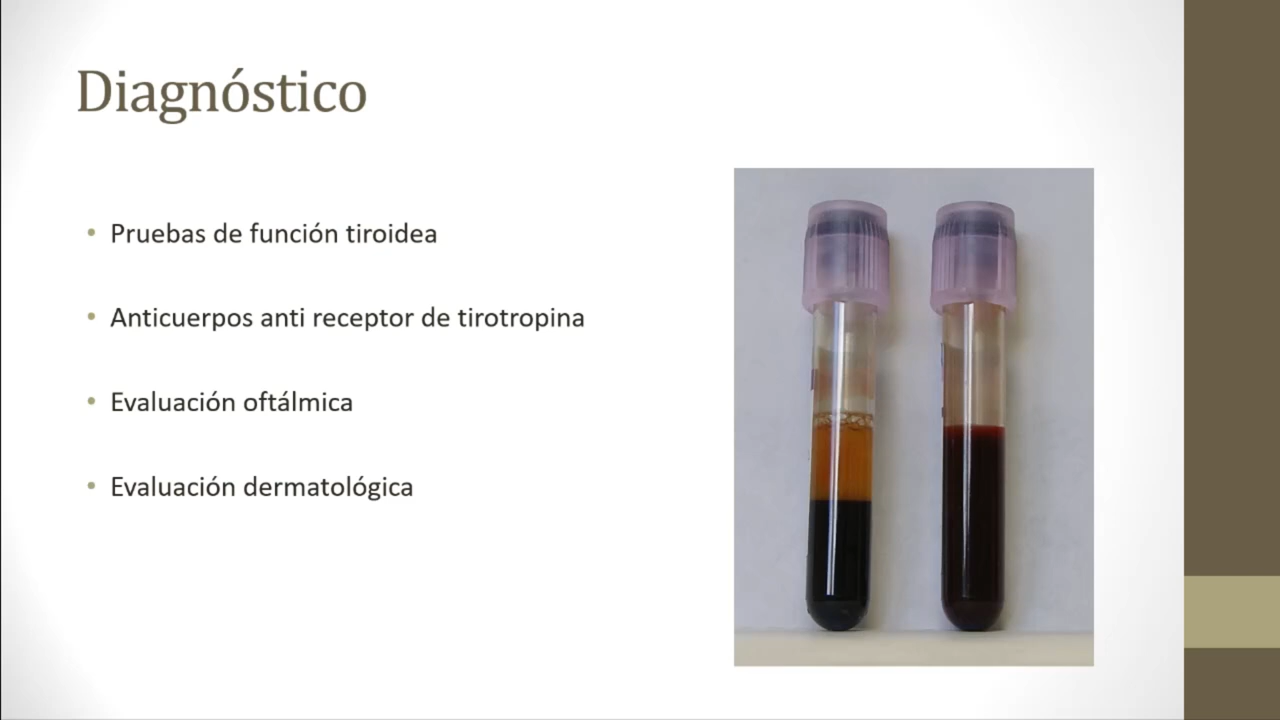 Diagnóstico
• Pruebas de función tiroidea
• Anticuerpos anti receptor de tirotropina
• Evaluación oftálmica
• Evaluación dermatológica